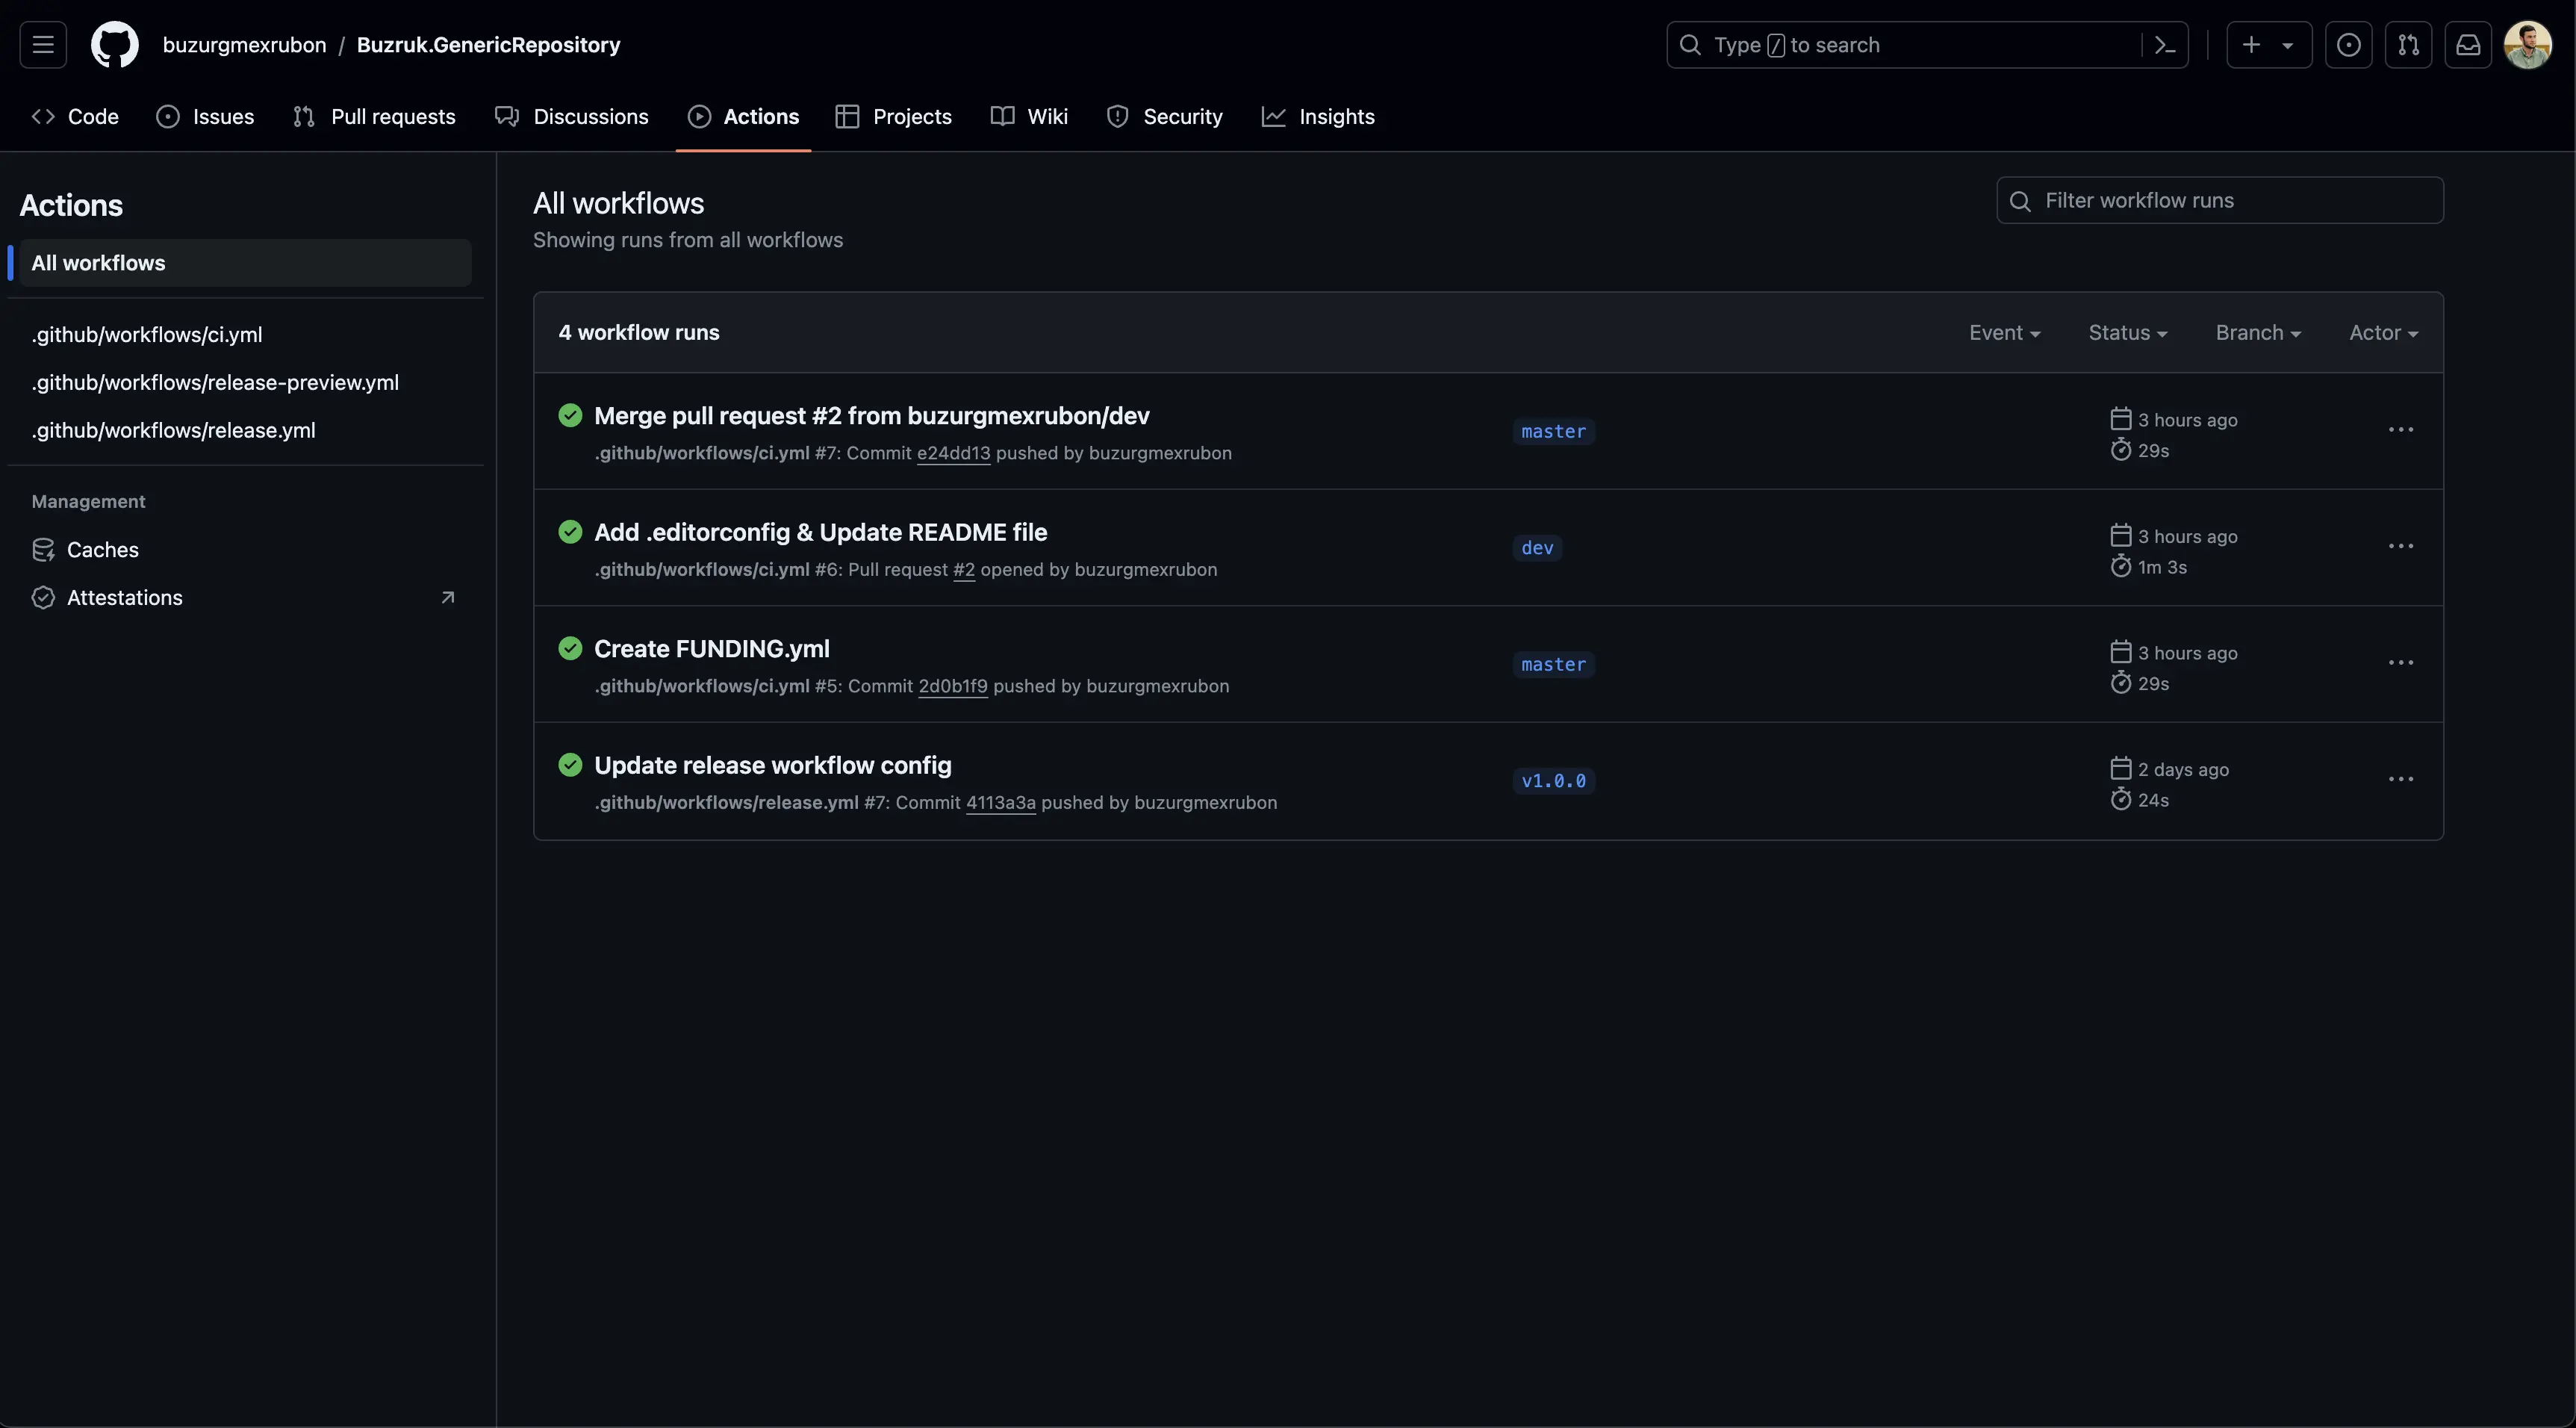 buzurgmexrubon / Buzruk.GenericRepository
Type / to search
Code Issues Pull requests Discussions Actions Projects Wiki Security Insights
Actions
All workflows
.github/workflows/ci.yml
.github/workflows/release-preview.yml
.github/workflows/release.yml
Management
Caches
Attestations
All workflows
Showing runs from all workflows
Filter workflow runs
4 workflow runs
Event Status Branch Actor
Merge pull request #2 from buzurgmexrubon/dev
.github/workflows/ci.yml #7: Commit e24dd13 pushed by buzurgmexrubon
master
3 hours ago
29s
Add .editorconfig & Update README file
.github/workflows/ci.yml #6: Pull request #2 opened by buzurgmexrubon
dev
3 hours ago
1m 3s
Create FUNDING.yml
.github/workflows/ci.yml #5: Commit 2d0b1f9 pushed by buzurgmexrubon
master
3 hours ago
29s
Update release workflow config
.github/workflows/release.yml #7: Commit 4113a3a pushed by buzurgmexrubon
v1.0.0
2 days ago
24s